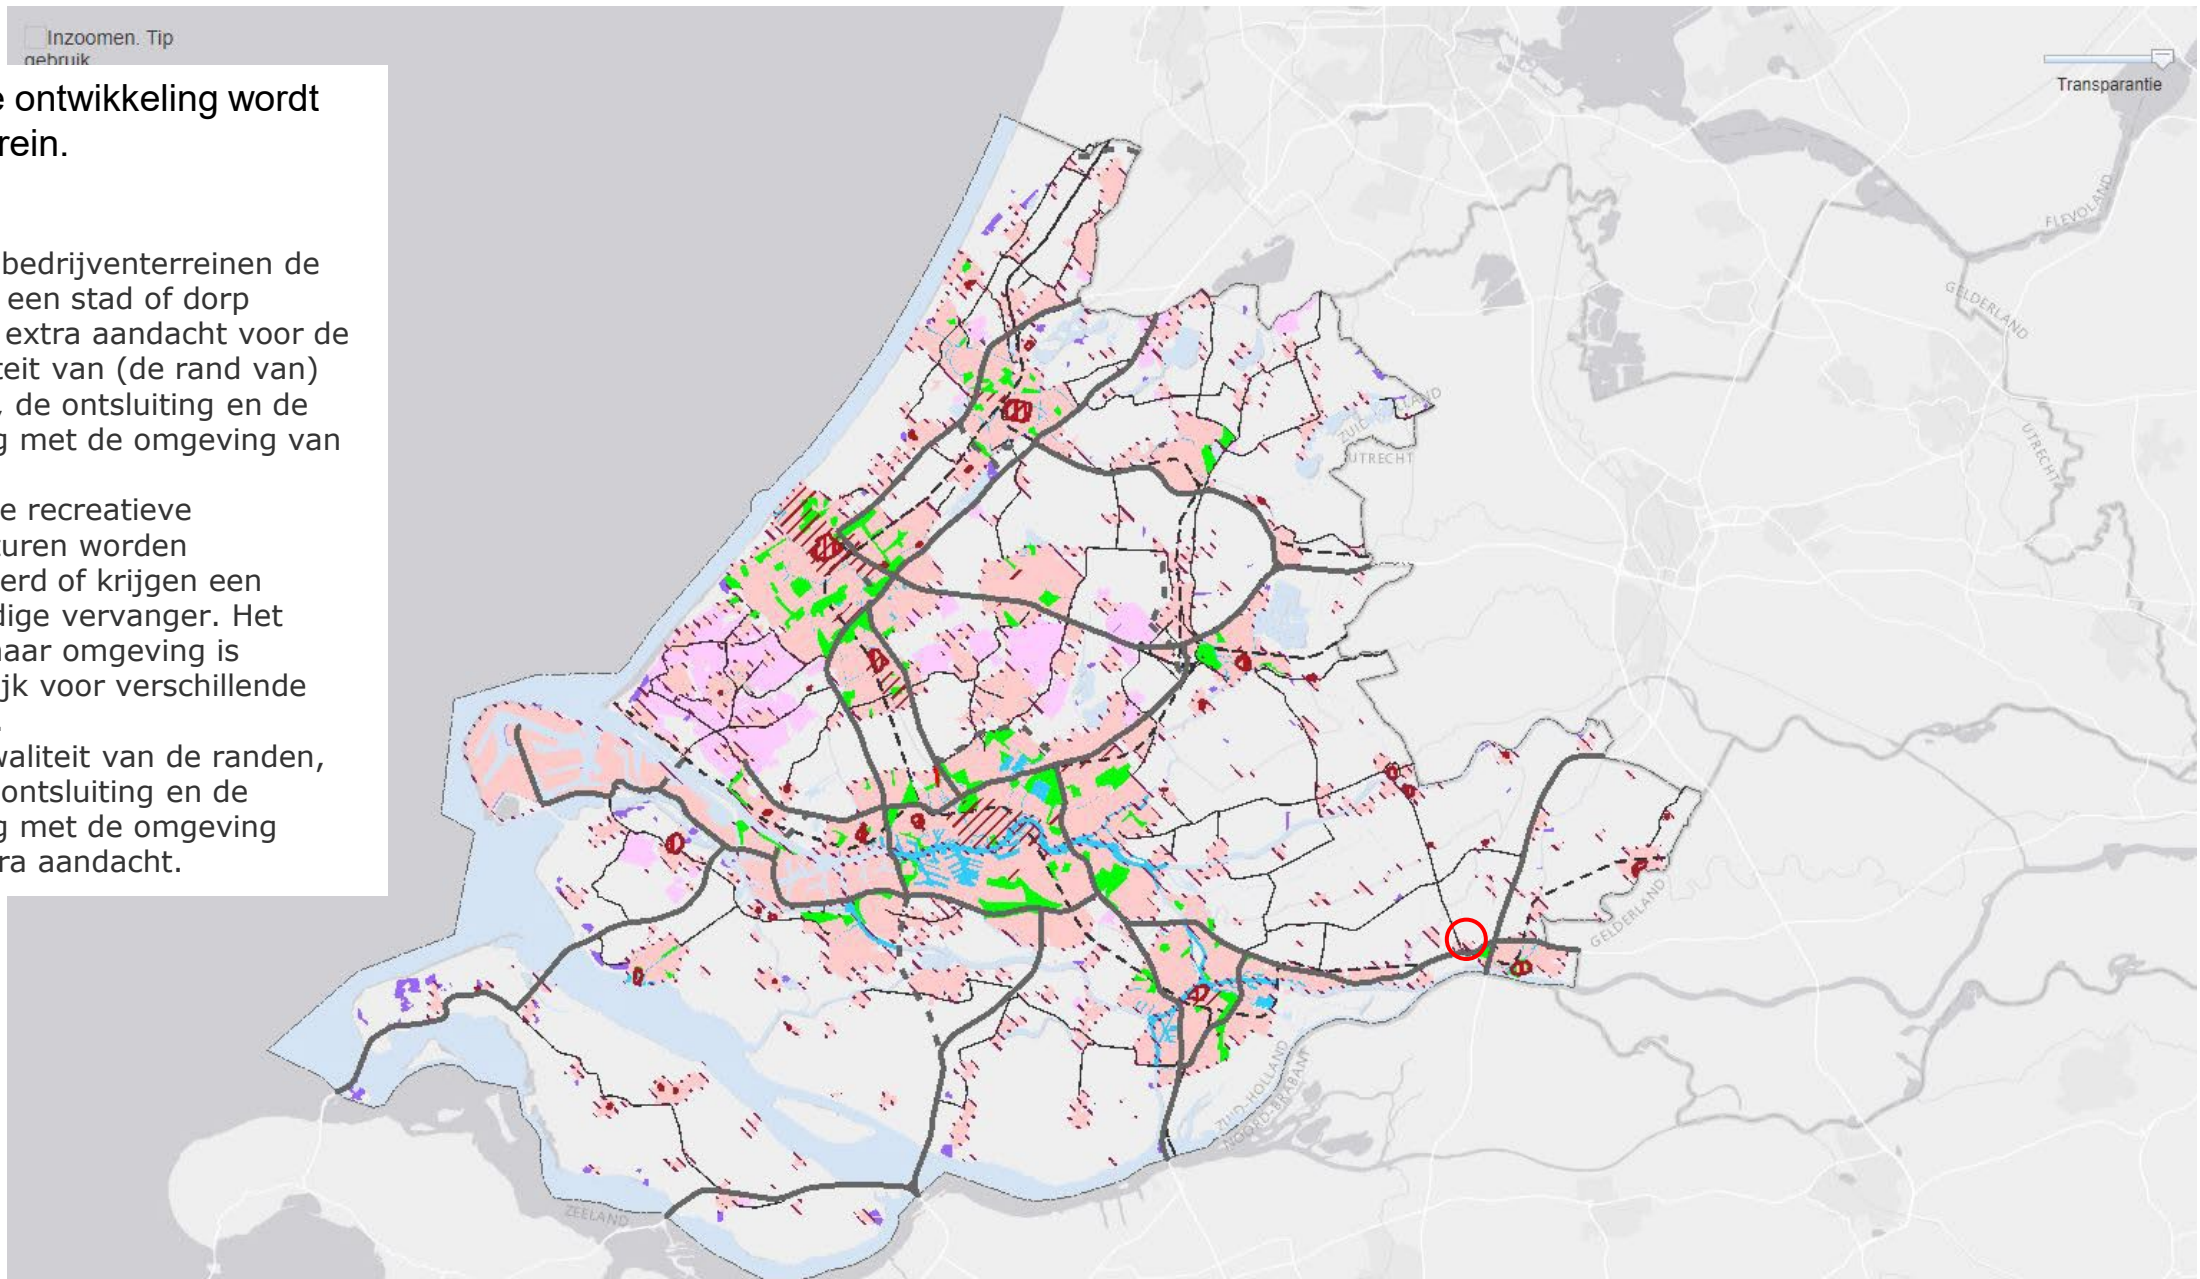 Inzoomen. Tip
gebruik
e ontwikkeling wordt
rein.
bedrijventerreinen de
een stad of dorp
extra aandacht voor de
teit van (de rand van)
, de ontsluiting en de
g met de omgeving van
e recreatieve
turen worden
erd of krijgen een
dige vervanger. Het
naar omgeving is
ijk voor verschillende
.
waliteit van de randen,
ontsluiting en de
g met de omgeving
ra aandacht.
Transparantie
FLEVOLAND
GELDERLAND
ZUID-HOLLAND
UTRECHT
UTRECHT
GELDERLAND
ZUID-HOLLAND
NOORD-BRABANT
ZEELAND